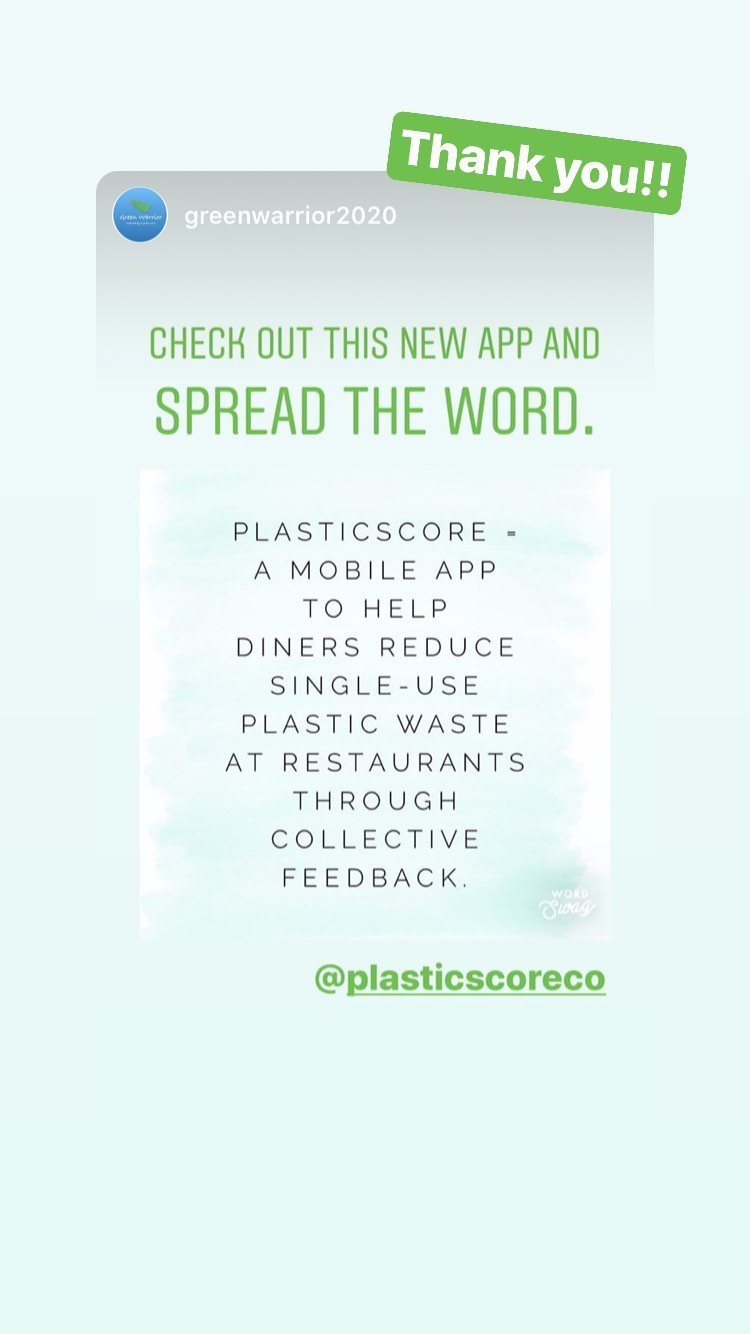 Thank you!!
Green Warrior
greenwarrior2020
CHECK OUT THIS NEW APP AND
SPREAD THE WORD.
PLASTICSCORE =
A MOBILE APP
TO HELP
DINERS REDUCE
SINGLE-USE
PLASTIC WASTE
AT RESTAURANTS
THROUGH
COLLECTIVE
FEEDBACK.
WORD
Swag
@plasticscoreco